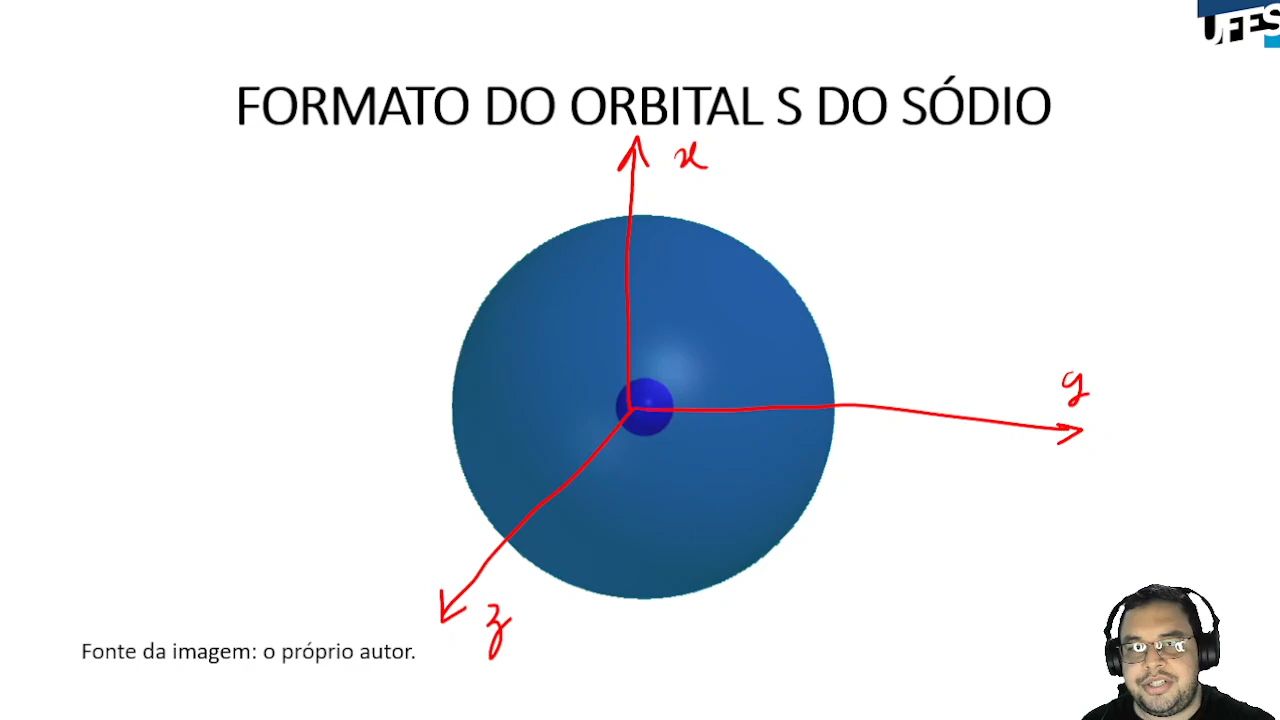 UFES
FORMATO DO ORBITAL S DO SÓDIO
x
y
z
Fonte da imagem: o próprio autor.